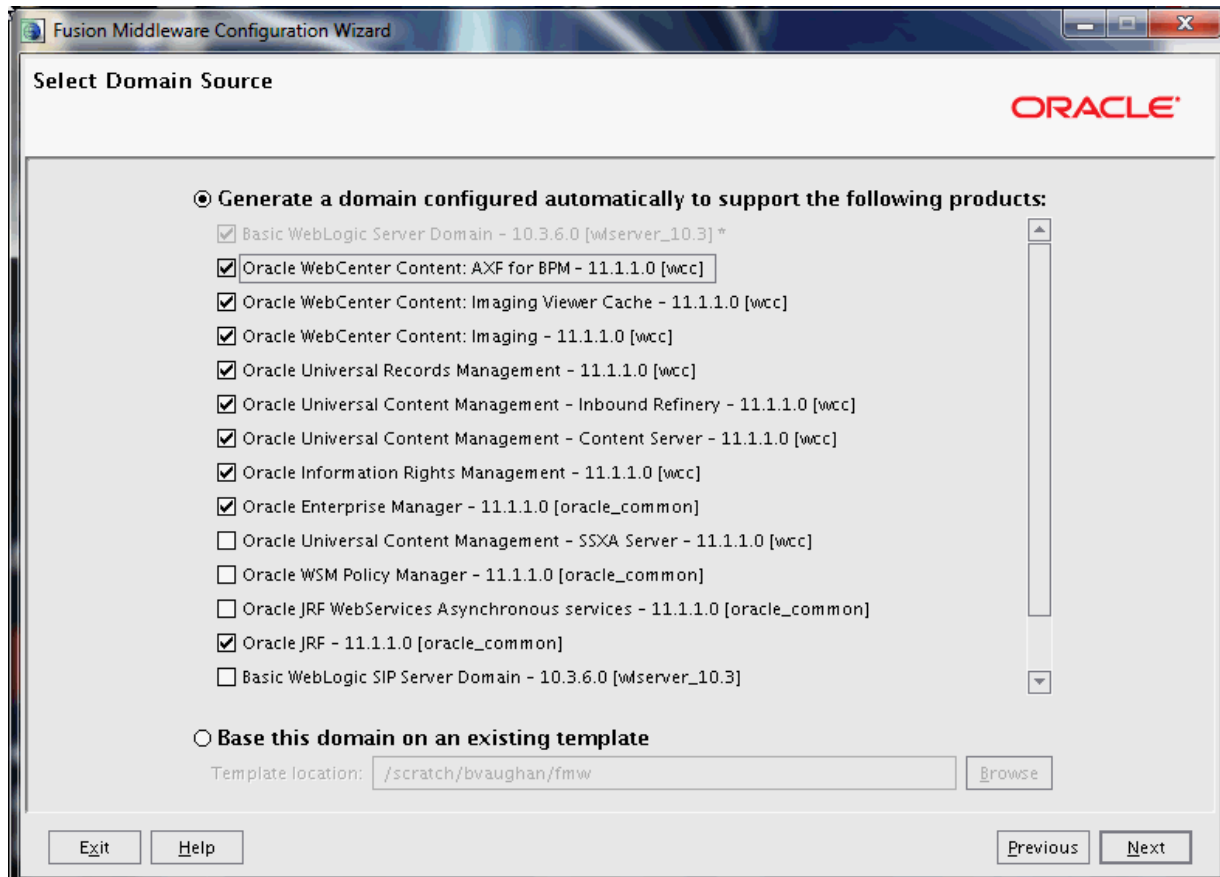 Fusion Middleware Configuration Wizard
Select Domain Source
ORACLE
Generate a domain configured automatically to support the following products:
Basic WebLogic Server Domain - 10.3.6.0 [wlserver_10.3] *
Oracle WebCenter Content: AXF for BPM - 11.1.1.0 [wcc]
Oracle WebCenter Content: Imaging Viewer Cache - 11.1.1.0 [wcc]
Oracle WebCenter Content: Imaging - 11.1.1.0 [wcc]
Oracle Universal Records Management - 11.1.1.0 [wcc]
Oracle Universal Content Management - Inbound Refinery - 11.1.1.0 [wcc]
Oracle Universal Content Management - Content Server - 11.1.1.0 [wcc]
Oracle Information Rights Management - 11.1.1.0 [wcc]
Oracle Enterprise Manager - 11.1.1.0 [oracle_common]
Oracle Universal Content Management - SSXA Server - 11.1.1.0 [wcc]
Oracle WSM Policy Manager - 11.1.1.0 [oracle_common]
Oracle JRF WebServices Asynchronous services - 11.1.1.0 [oracle_common]
Oracle JRF - 11.1.1.0 [oracle_common]
Basic WebLogic SIP Server Domain - 10.3.6.0 [wlserver_10.3]
Base this domain on an existing template
Template location: /scratch/bvaughan/fmw Browse
Exit Help Previous Next